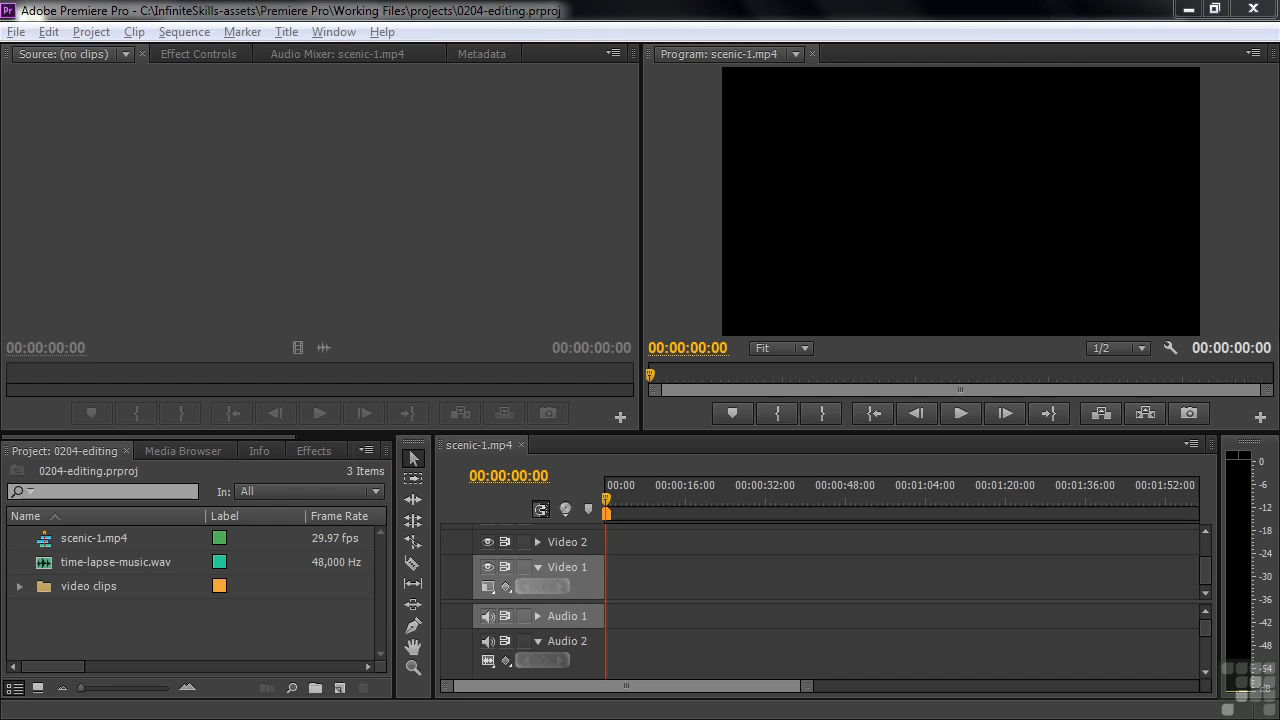 Pr Adobe Premiere Pro - C:\InfiniteSkills-assets\Premiere Pro\Working Files\projects\0204-editing.prproj
File Edit Project Clip Sequence Marker Title Window Help
Source: (no clips) Effect Controls Audio Mixer: scenic-1.mp4 Metadata
Program: scenic-1.mp4
00:00:00:00 00:00:00:00
00:00:00:00 Fit 1/2 00:00:00:00
Project: 0204-editing Media Browser Info Effects
0204-editing.prproj 3 Items
In: All
Name Label Frame Rate
scenic-1.mp4 29.97 fps
time-lapse-music.wav 48,000 Hz
video clips
scenic-1.mp4
00:00:00:00
00:00 00:00:16:00 00:00:32:00 00:00:48:00 00:01:04:00 00:01:20:00 00:01:36:00 00:01:52:00
Video 2
Video 1
Audio 1
Audio 2
0
-6
-12
-18
-24
-30
-36
-42
-48
-54
dB